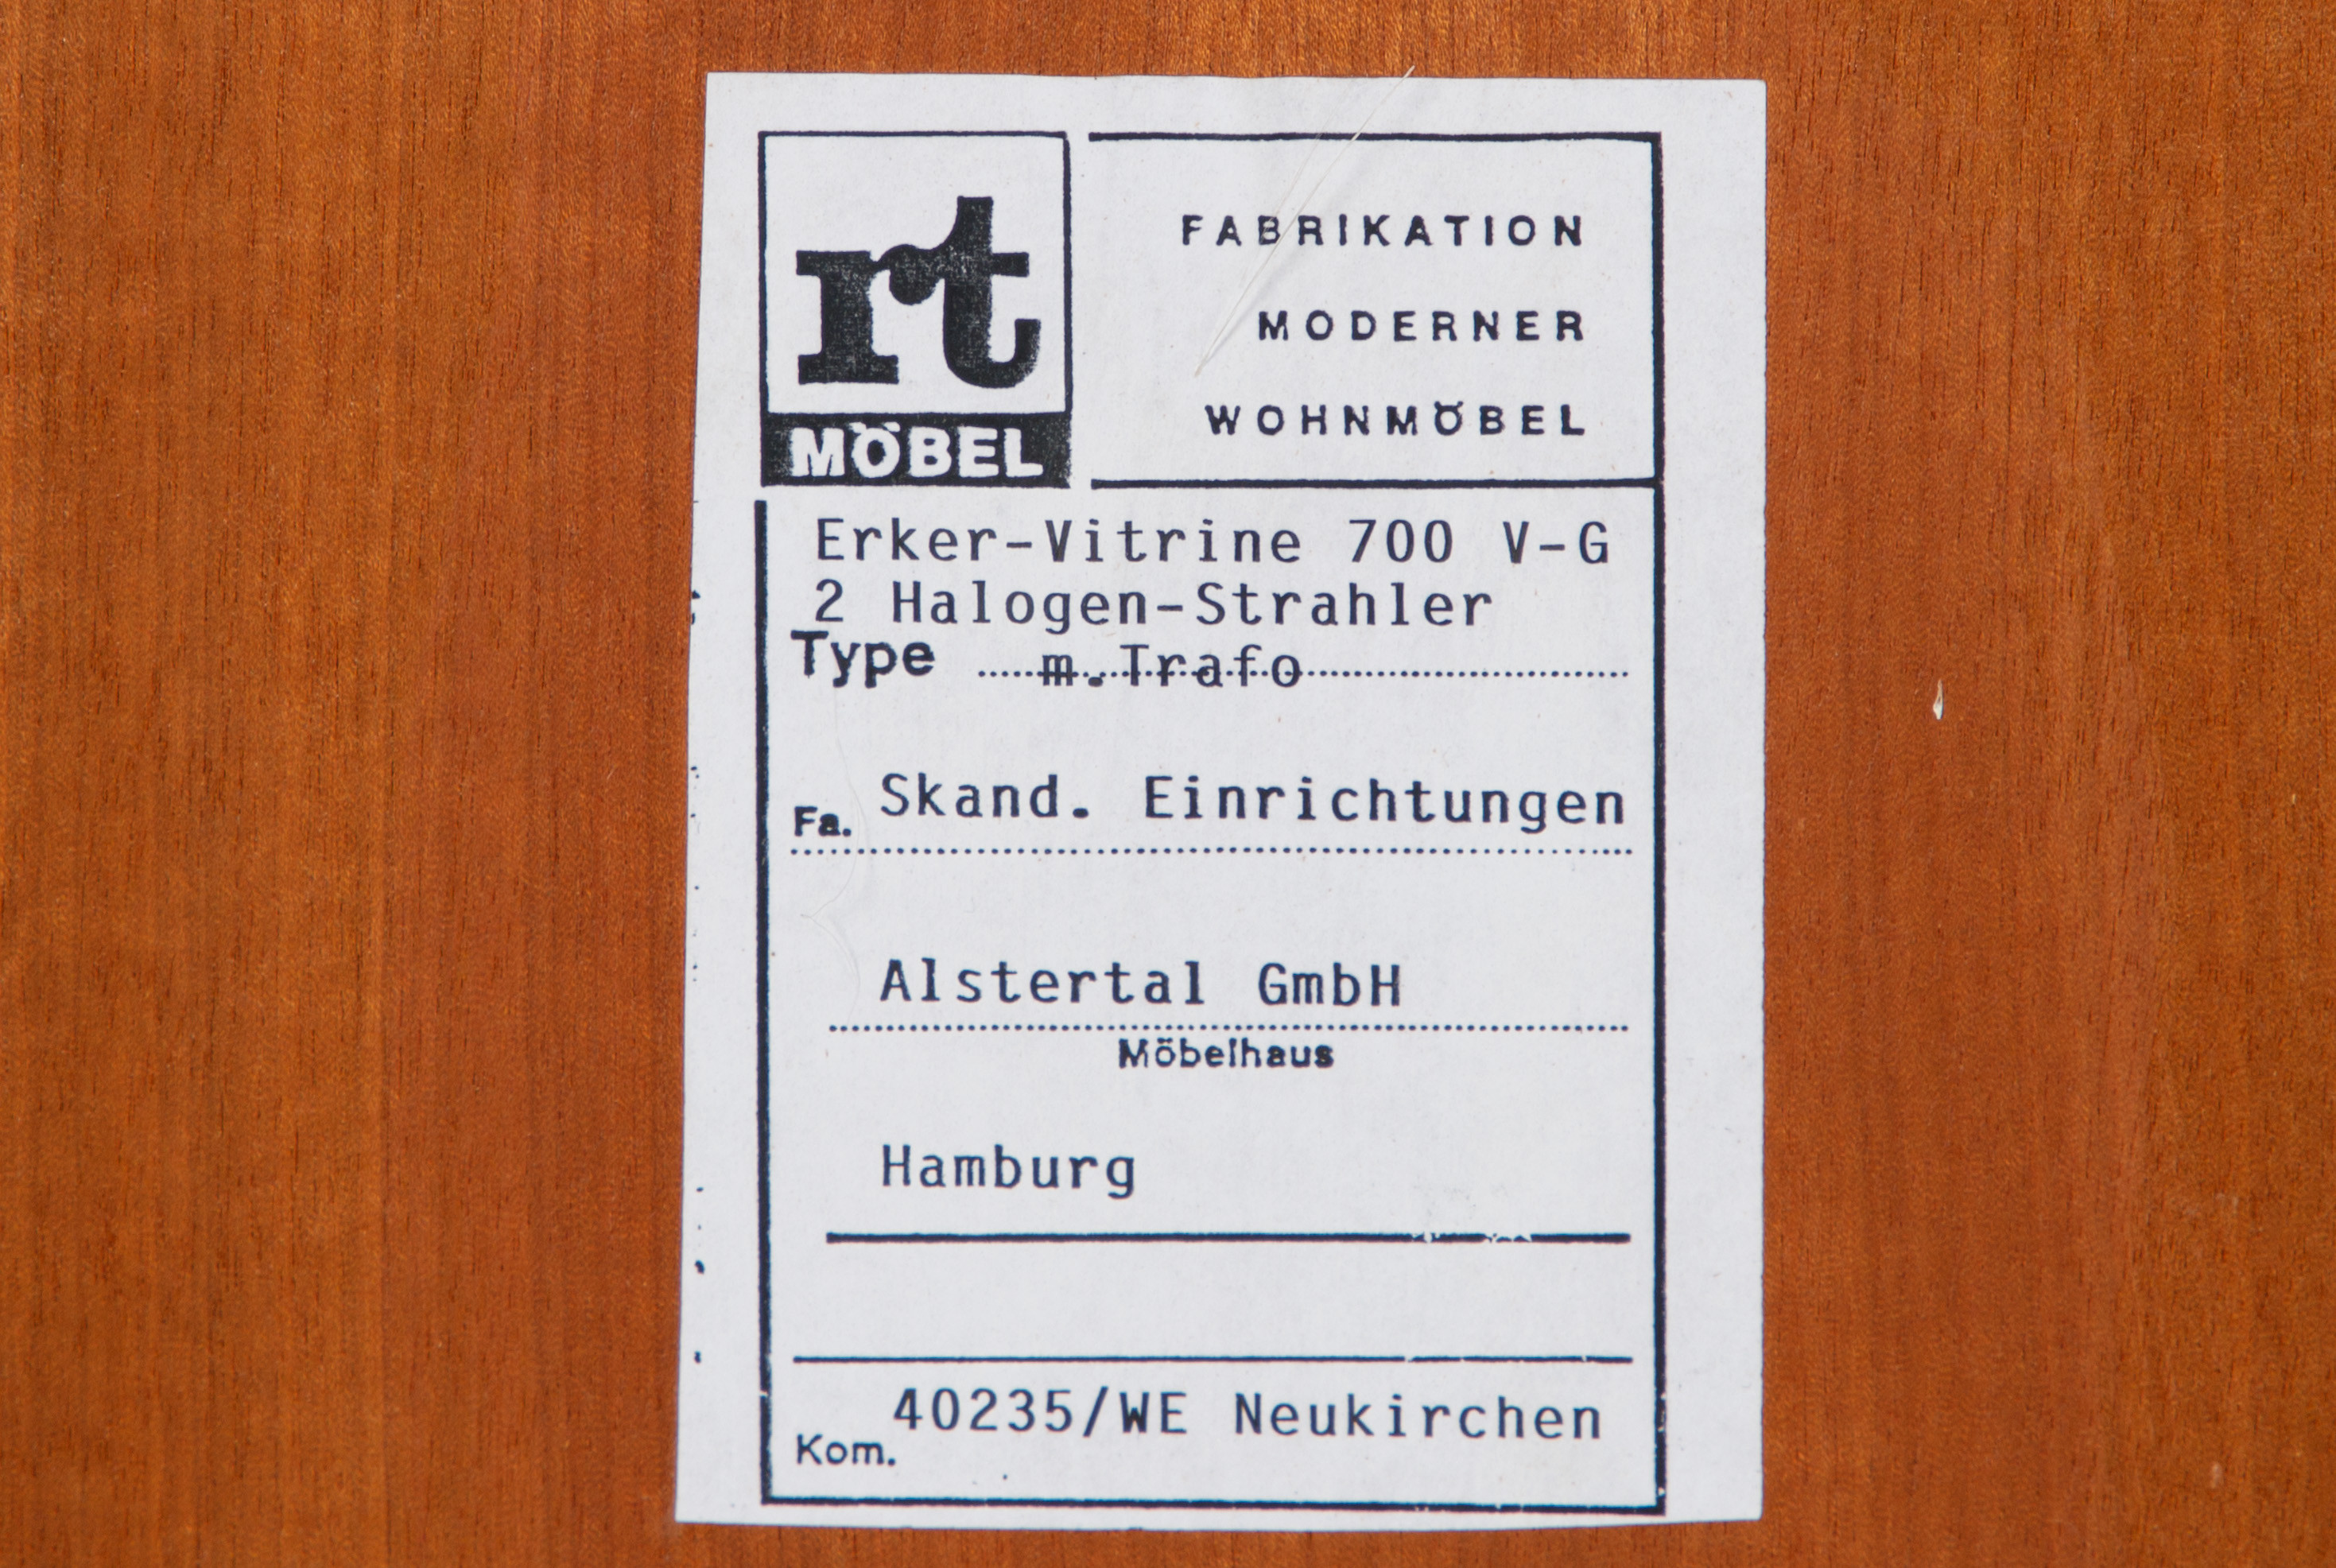 rt
MÖBEL
FABRIKATION
MODERNER
WOHNMÖBEL
Erker-Vitrine 700 V-G
2 Halogen-Strahler
Type m.Trafo
Fa. Skand. Einrichtungen
Alstertal GmbH
Möbelhaus
Hamburg
Kom. 40235/WE Neukirchen